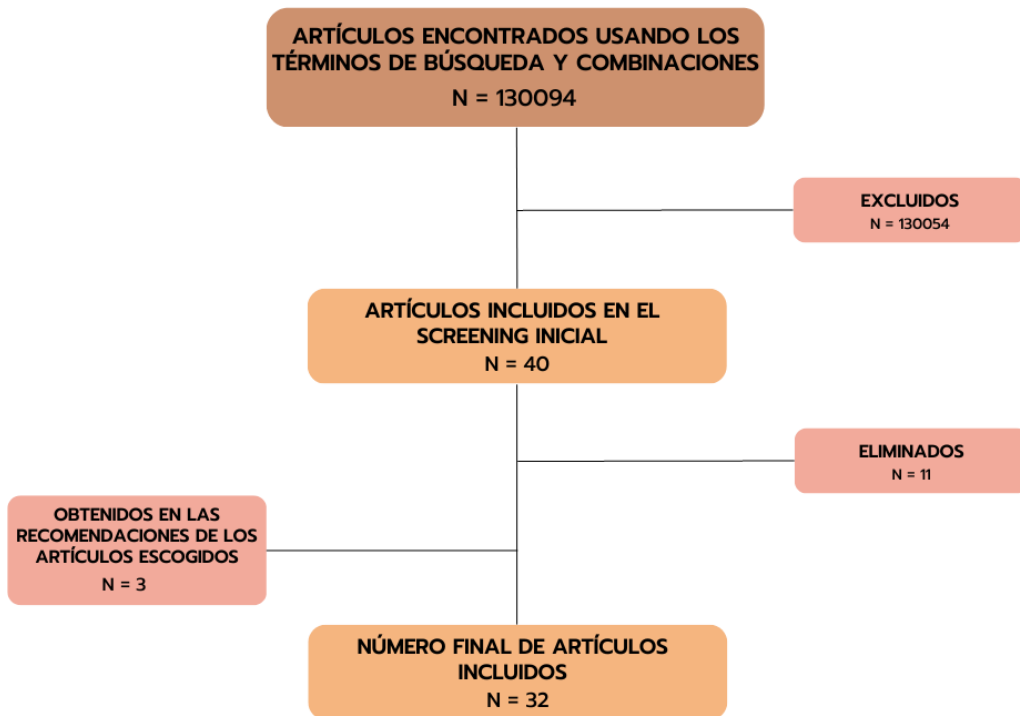 ARTÍCULOS ENCONTRADOS USANDO LOS
TÉRMINOS DE BÚSQUEDA Y COMBINACIONES
N = 130094
EXCLUIDOS
N = 130054
ARTÍCULOS INCLUIDOS EN EL
SCREENING INICIAL
N = 40
ELIMINADOS
N = 11
OBTENIDOS EN LAS
RECOMENDACIONES DE LOS
ARTÍCULOS ESCOGIDOS
N = 3
NÚMERO FINAL DE ARTÍCULOS
INCLUIDOS
N = 32